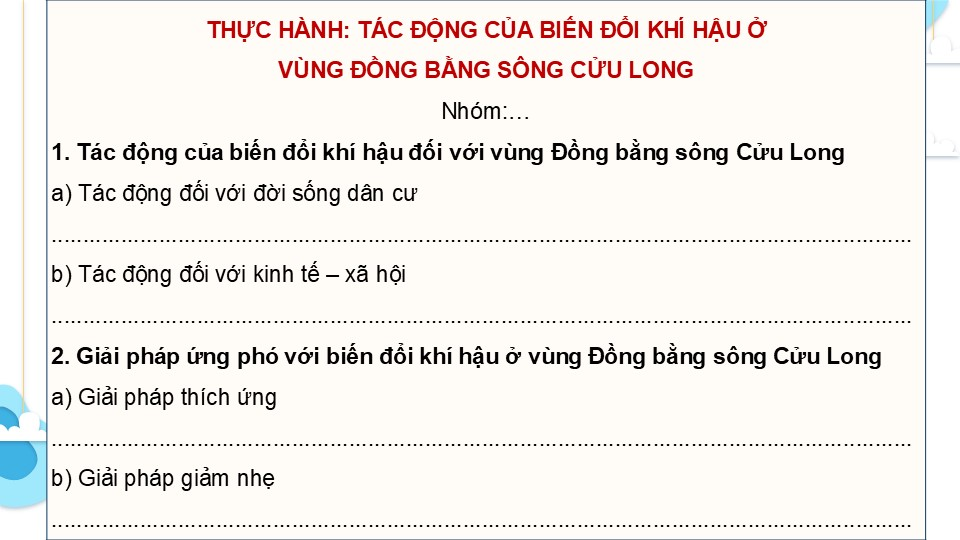 THỰC HÀNH: TÁC ĐỘNG CỦA BIẾN ĐỔI KHÍ HẬU Ở
VÙNG ĐỒNG BẰNG SÔNG CỬU LONG
Nhóm:…
1. Tác động của biến đổi khí hậu đối với vùng Đồng bằng sông Cửu Long
a) Tác động đối với đời sống dân cư
........................................................................................................................................
b) Tác động đối với kinh tế – xã hội
........................................................................................................................................
2. Giải pháp ứng phó với biến đổi khí hậu ở vùng Đồng bằng sông Cửu Long
a) Giải pháp thích ứng
........................................................................................................................................
b) Giải pháp giảm nhẹ
........................................................................................................................................